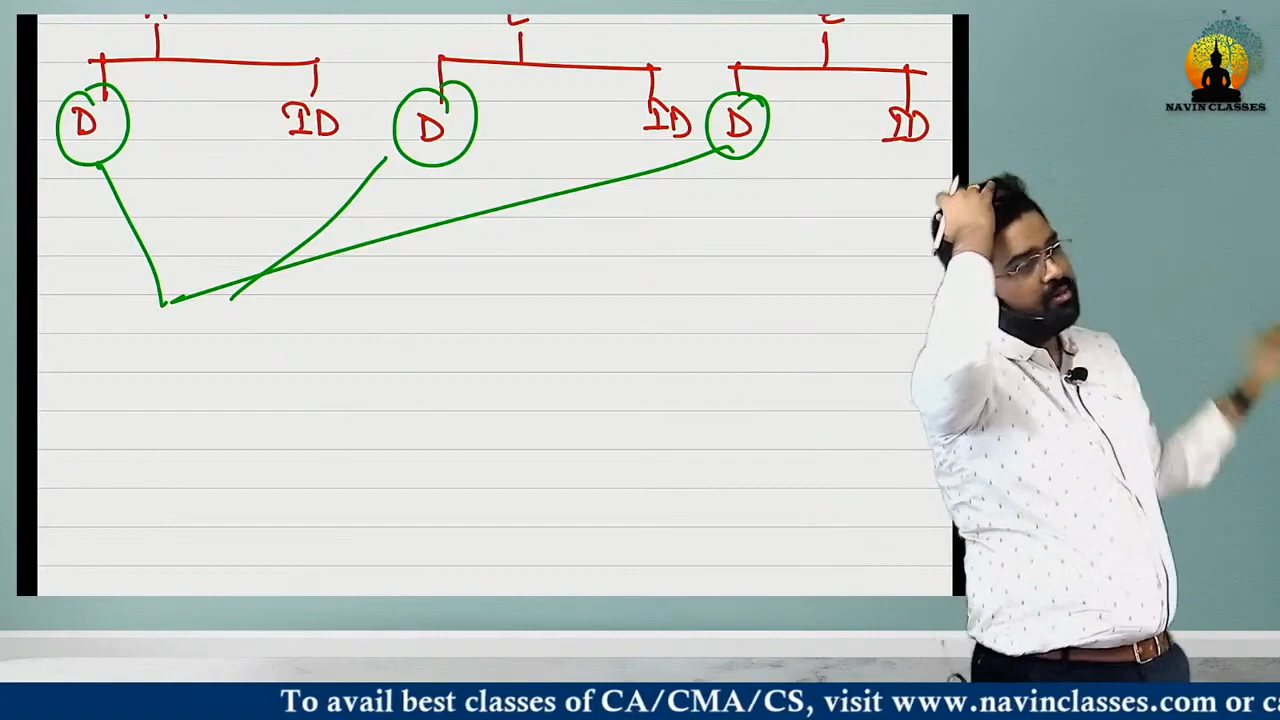 D ID D ID D ID
NAVIN CLASSES
To avail best classes of CA/CMA/CS, visit www.navinclasses.com or